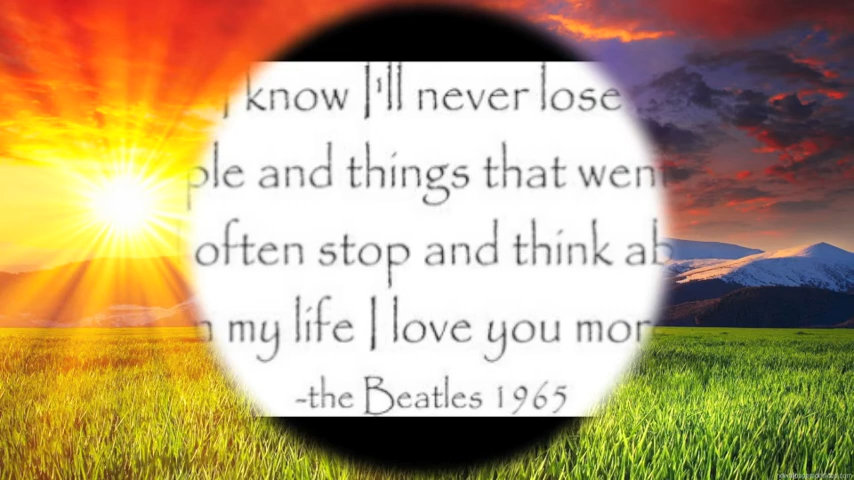 I know I'll never lose
ple and things that went
often stop and think ab
n my life I love you mor
-the Beatles 1965